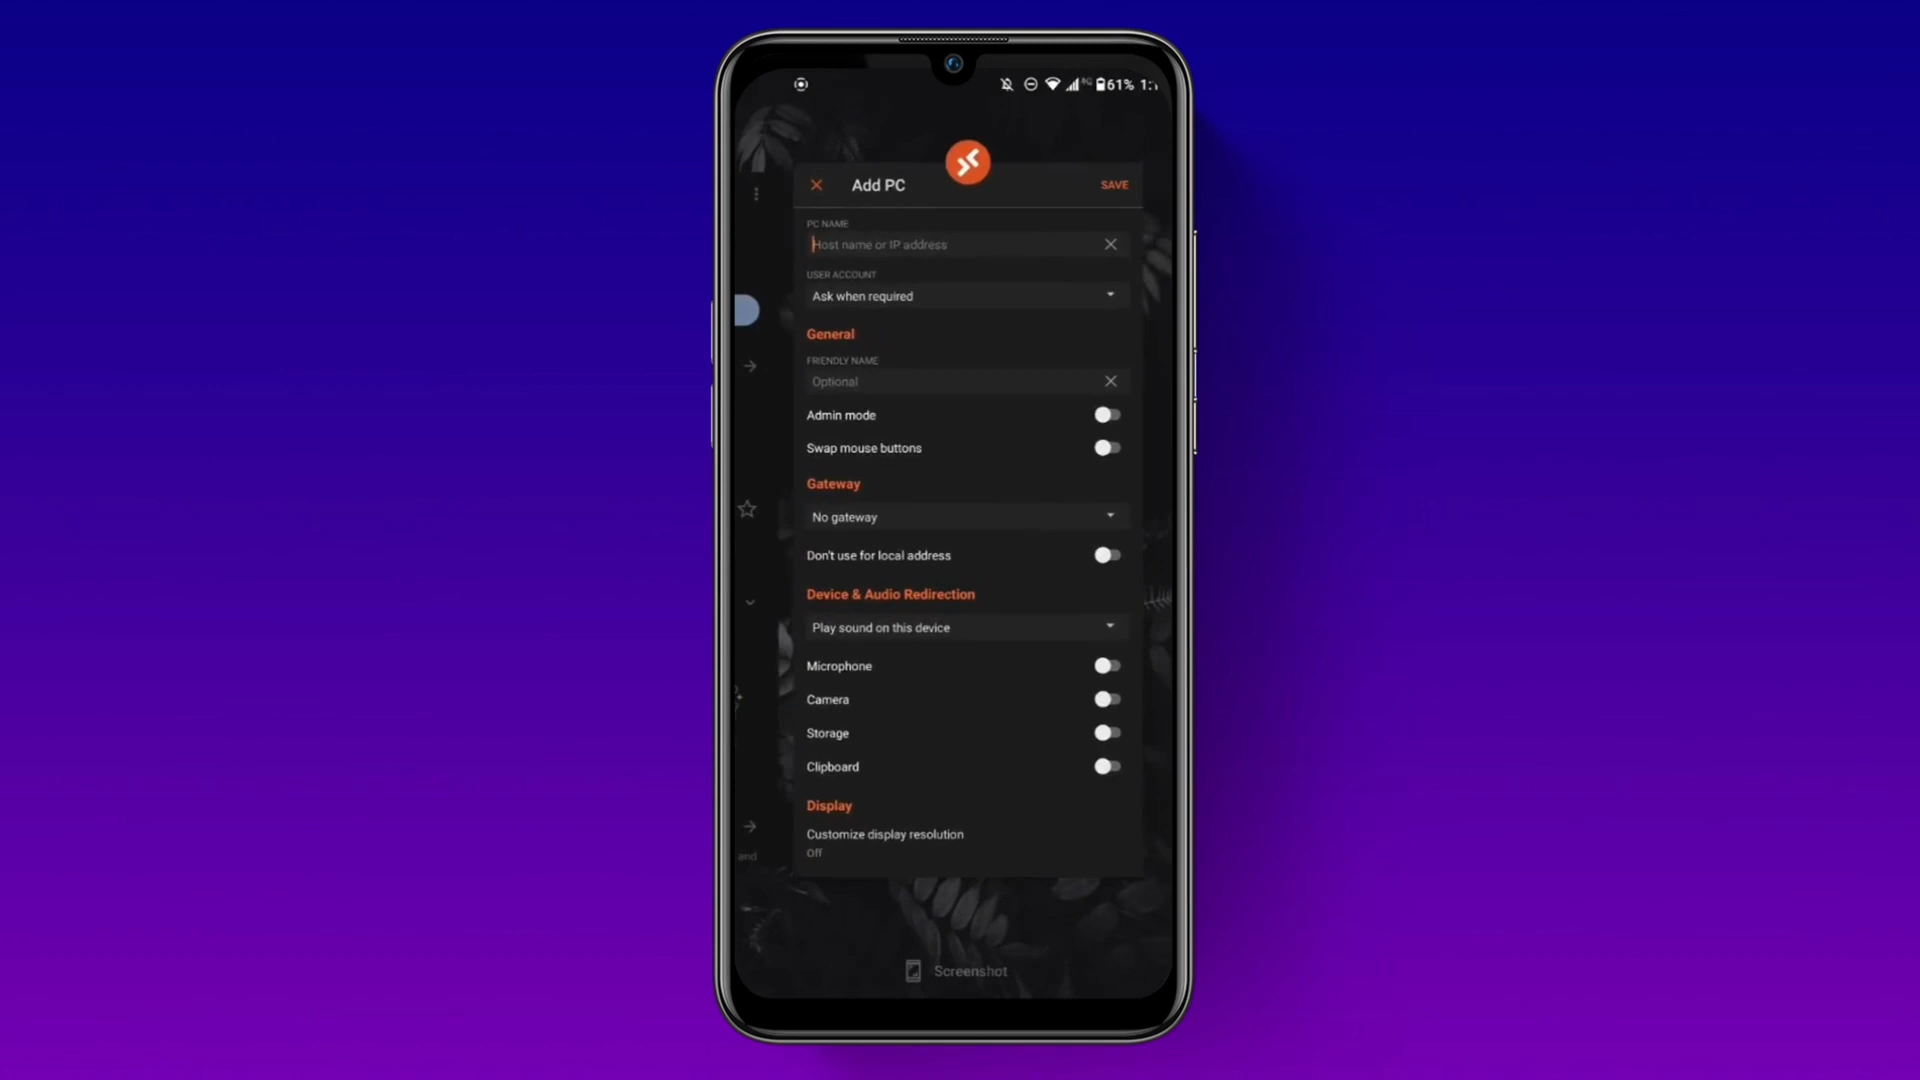 61% 1:
Add PC
SAVE
PC NAME
Host name or IP address
USER ACCOUNT
Ask when required
General
FRIENDLY NAME
Optional
Admin mode
Swap mouse buttons
Gateway
No gateway
Don't use for local address
Device & Audio Redirection
Play sound on this device
Microphone
Camera
Storage
Clipboard
Display
Customize display resolution
Off
and
Screenshot